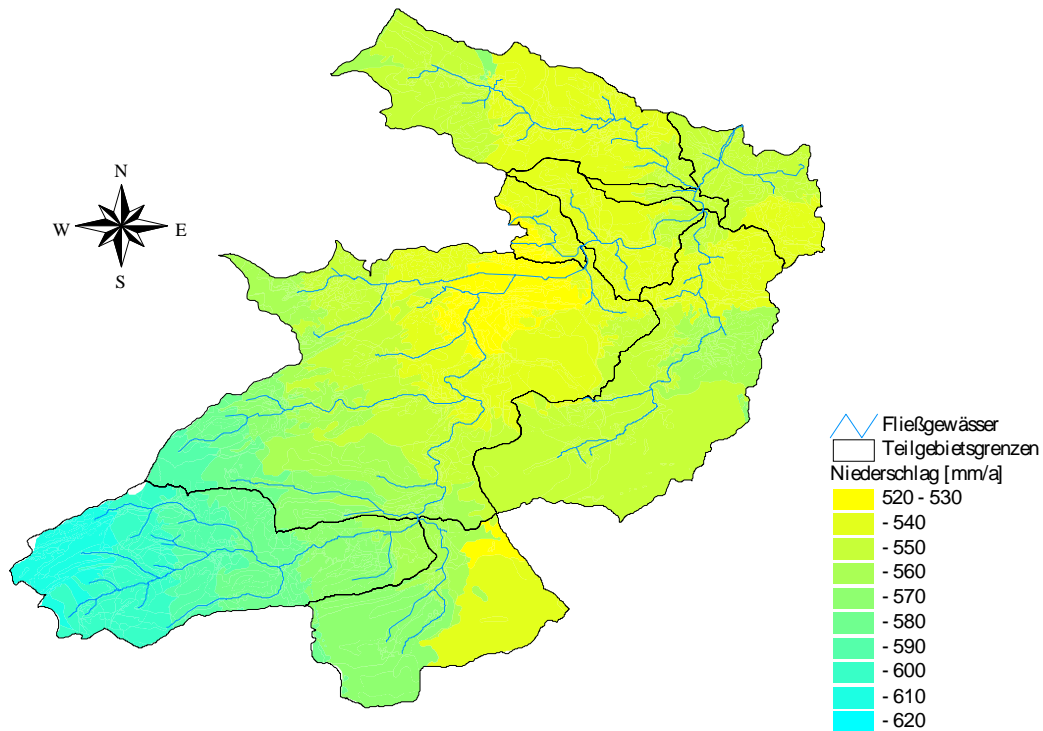 N
W E
S
Fließgewässer
Teilgebietsgrenzen
Niederschlag [mm/a]
520 - 530
- 540
- 550
- 560
- 570
- 580
- 590
- 600
- 610
- 620